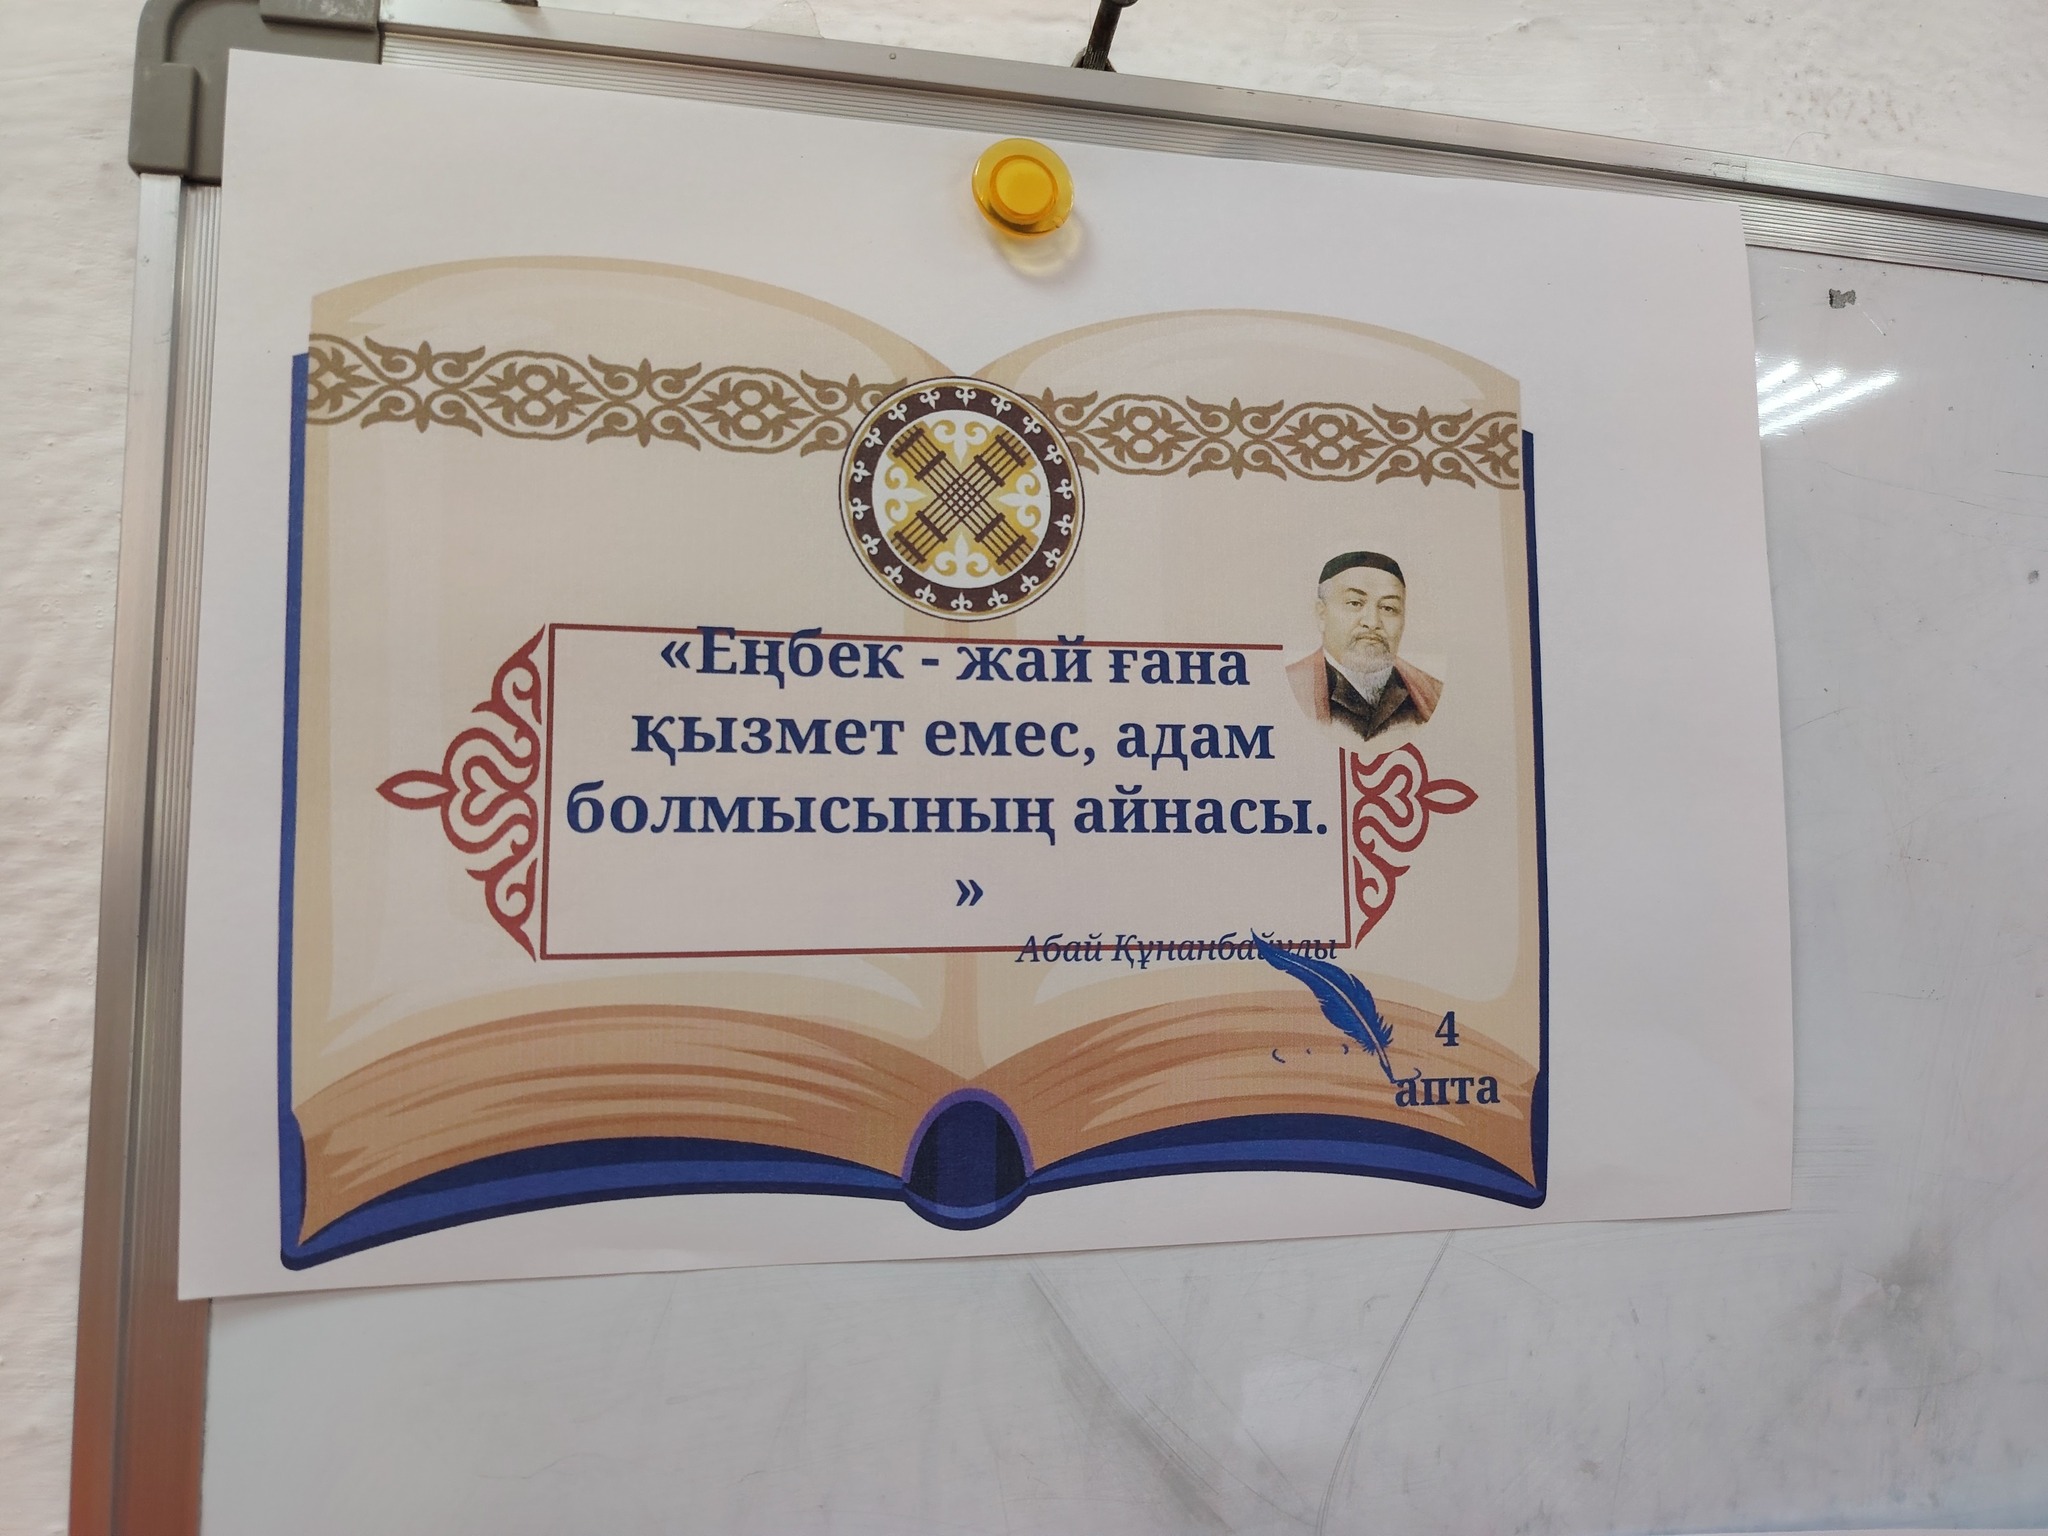 «Еңбек - жай ғана
қызмет емес, адам
болмысының айнасы.
»
Абай Құнанбайұлы
4
апта